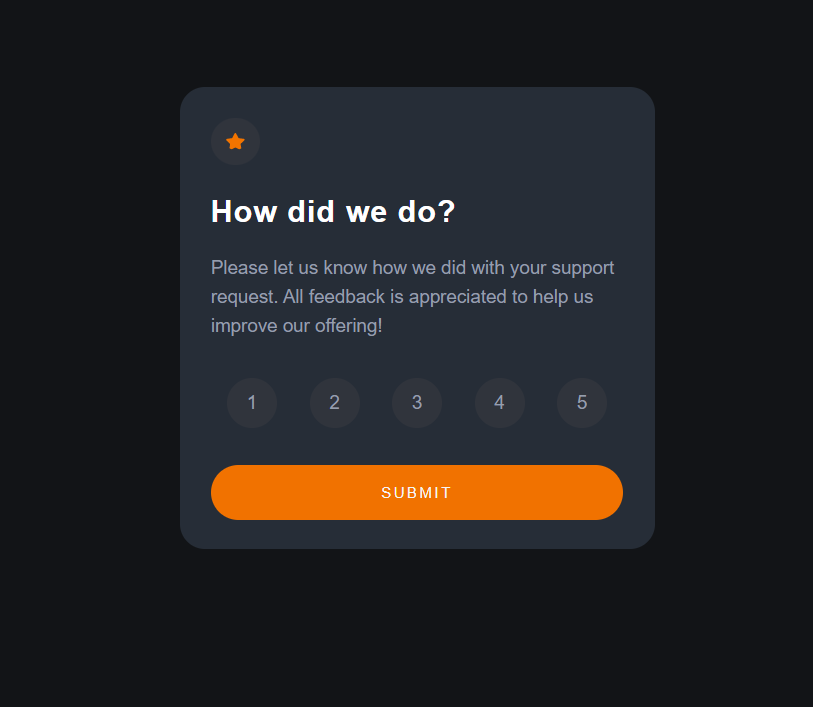 How did we do?
Please let us know how we did with your support
request. All feedback is appreciated to help us
improve our offering!
1 2 3 4 5
SUBMIT